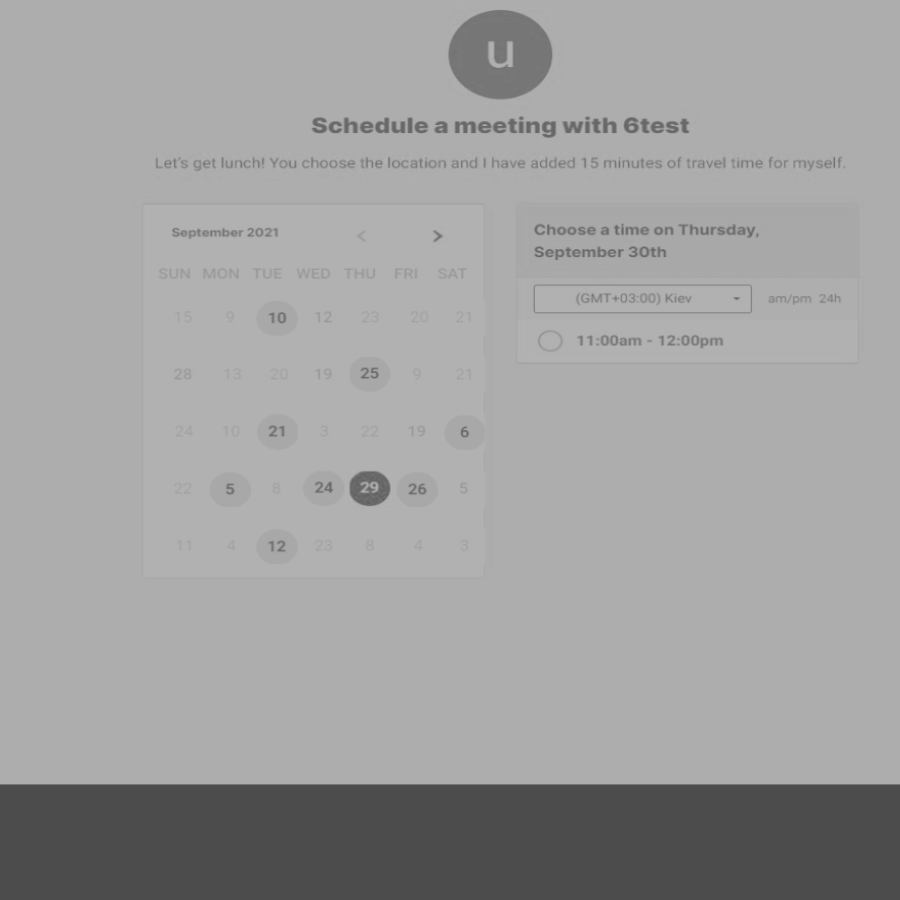 u
Schedule a meeting with 6test
Let's get lunch! You choose the location and I have added 15 minutes of travel time for myself.
September 2021 < >
SUN MON TUE WED THU FRI SAT
15 9 10 12 23 20 21
28 13 20 19 25 9 21
24 10 21 3 22 19 6
22 5 8 24 29 26 5
11 4 12 23 8 4 3
Choose a time on Thursday,
September 30th
(GMT+03:00) Kiev am/pm 24h
11:00am - 12:00pm